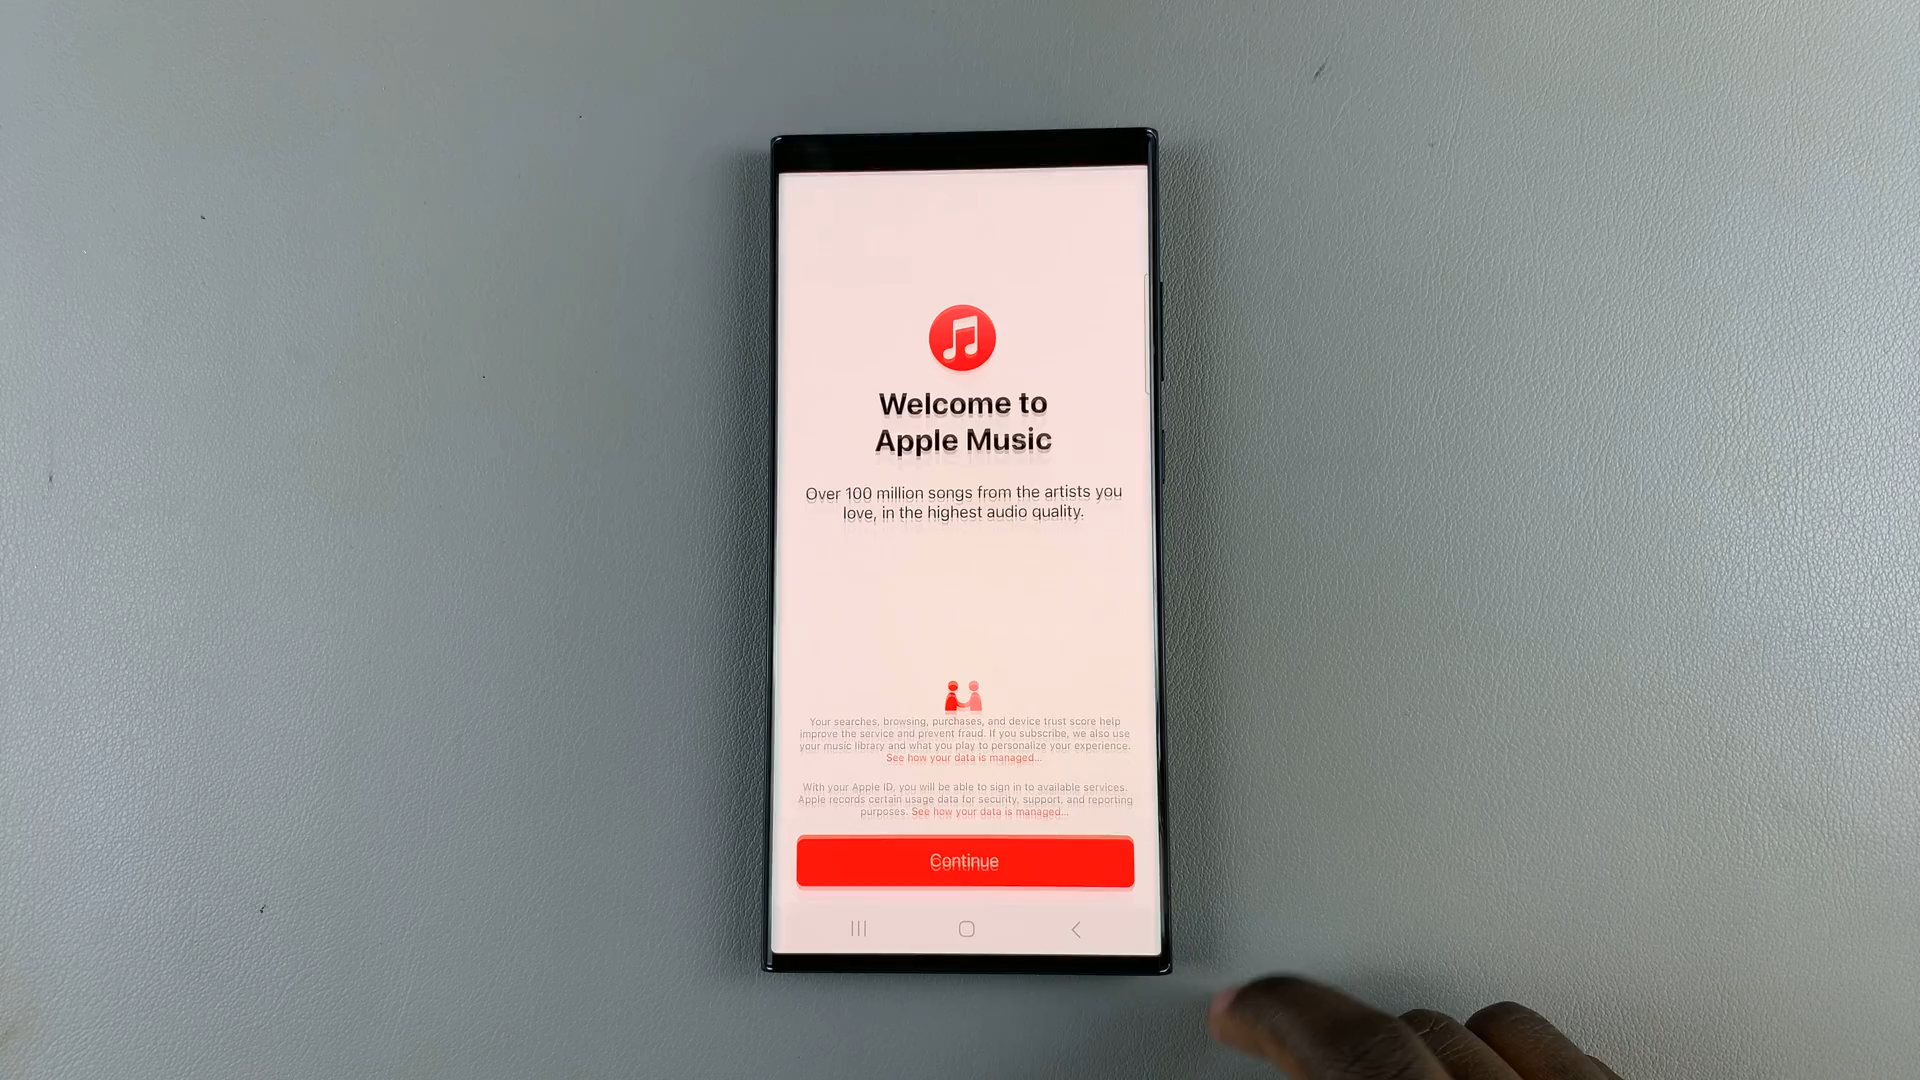 Welcome to
Apple Music
Over 100 million songs from the artists you
love, in the highest audio quality.
Your searches, browsing, purchases, and device trust score help
improve the service and prevent fraud. If you subscribe, we also use
your music library and what you play to personalize your experience.
See how your data is managed...
With your Apple ID, you will be able to sign in to available services.
Apple records certain usage data for security, support, and reporting
purposes. See how your data is managed...
Continue